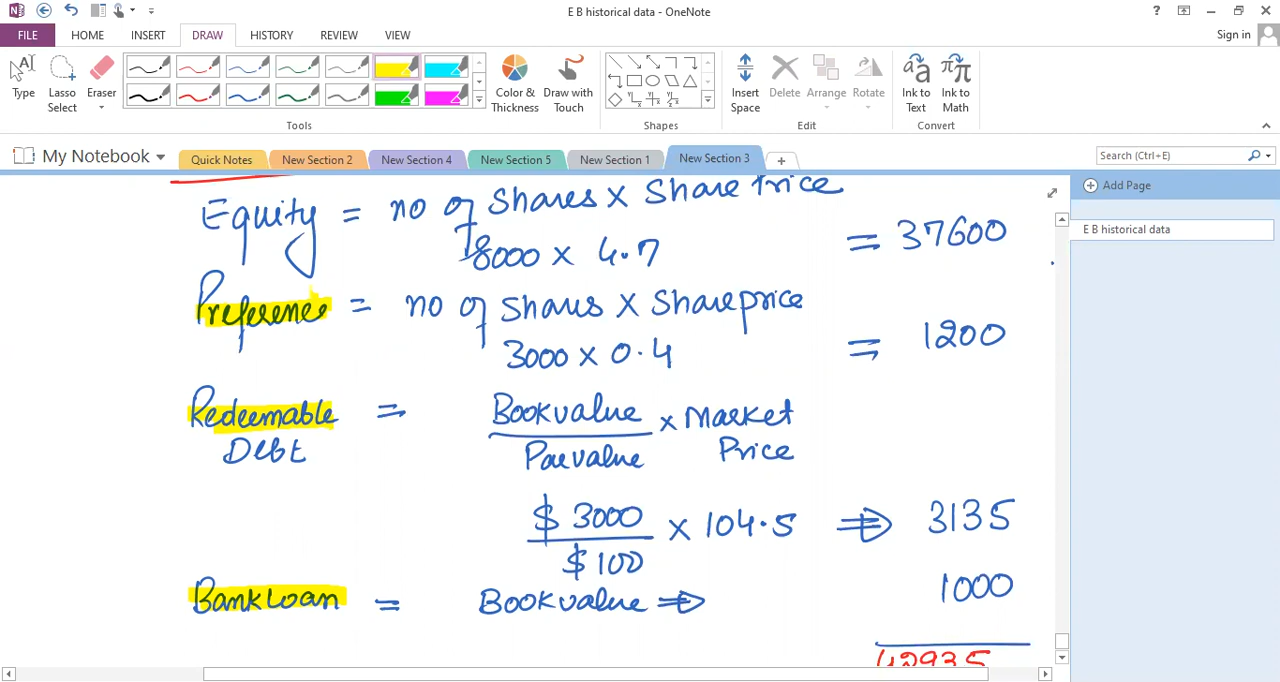 E B historical data - OneNote
FILE HOME INSERT DRAW HISTORY REVIEW VIEW
Sign in
Type
Lasso Select
Eraser
Color & Thickness
Draw with Touch
Insert Space
Delete
Arrange
Rotate
Ink to Text
Ink to Math
Tools
Shapes
Edit
Convert
My Notebook
Quick Notes
New Section 2
New Section 4
New Section 5
New Section 1
New Section 3
Search (Ctrl+E)
Add Page
E B historical data
Equity = no of shares × Share Price
8000 × 4.7 = 37600
Preference = no of shares × Shareprice
3000 × 0.4 = 1200
Redeemable Debt = Bookvalue / Parvalue × Market Price
$ 3000 / $ 100 × 104.5 ⇒ 3135
Bank Loan = Bookvalue ⇒ 1000
42935